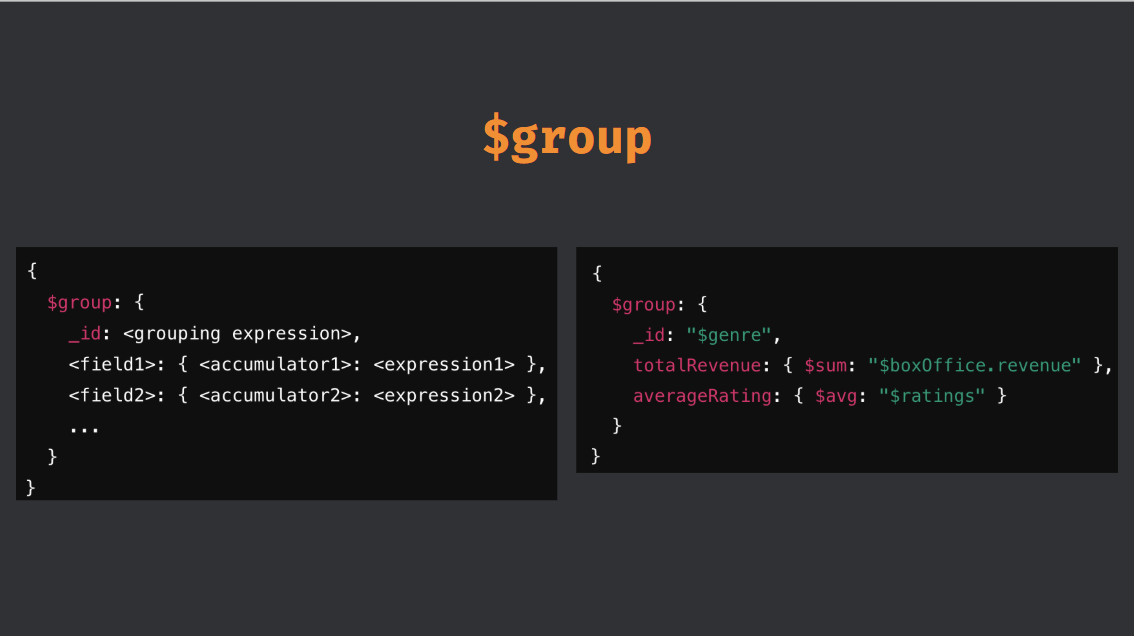 $group
{
  $group: {
    _id: <grouping expression>,
    <field1>: { <accumulator1>: <expression1> },
    <field2>: { <accumulator2>: <expression2> },
    ...
  }
}
{
  $group: {
    _id: "$genre",
    totalRevenue: { $sum: "$boxOffice.revenue" },
    averageRating: { $avg: "$ratings" }
  }
}